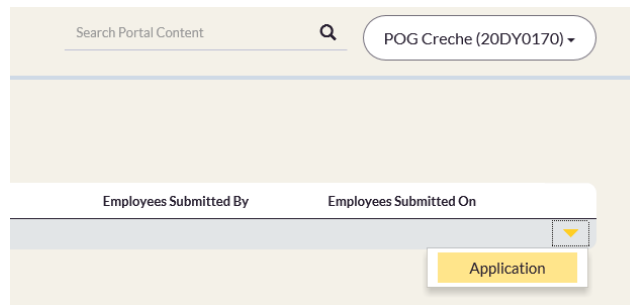 Search Portal Content
POG Creche (20DY0170)
Employees Submitted By Employees Submitted On
Application